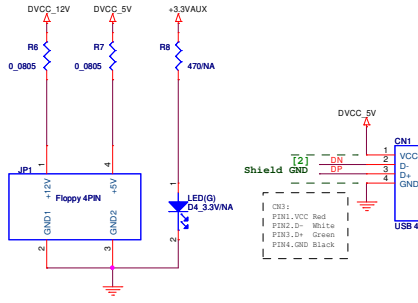 DVCC_12V DVCC_5V +3.3VAUX
R6 R7 R8
0_0805 0_0805 470/NA
DVCC_5V
CN1
JP1 1 4 1
+12V +5V
Floppy 4PIN
GND1 GND2
2 3 2
LED(G)
D4_3.3V/NA
1 VCC
[2] DN 2 D-
Shield GND DP 3 D+
4 GND
USB 4
CN3:
PIN1.VCC Red
PIN2.D- White
PIN3.D+ Green
PIN4.GND Black